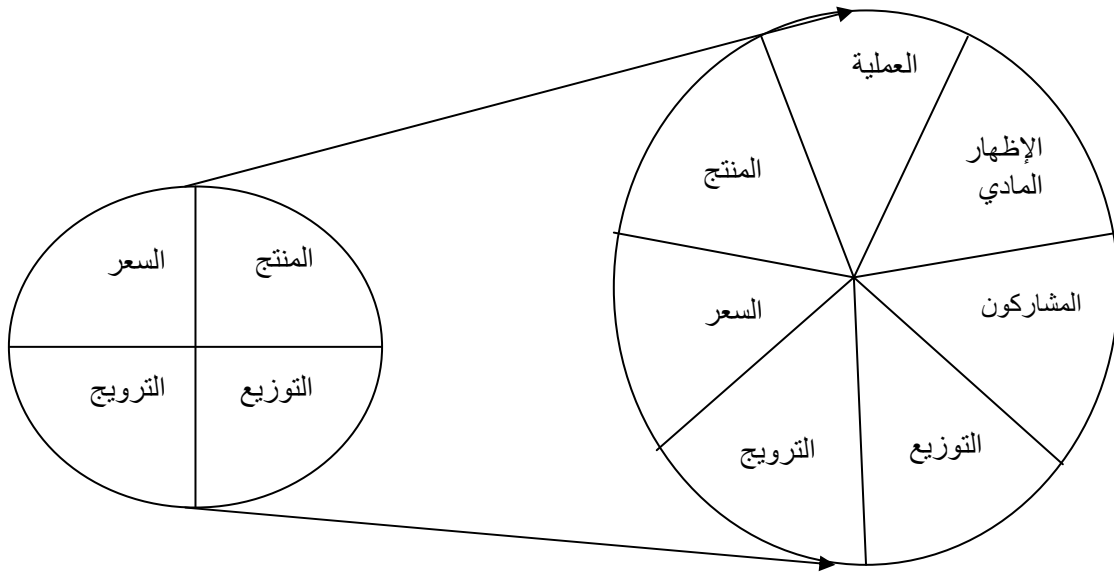 العملية
الإظهار
المادي
المنتج
المشاركون
السعر
التوزيع
الترويج
المنتج
السعر
التوزيع
الترويج